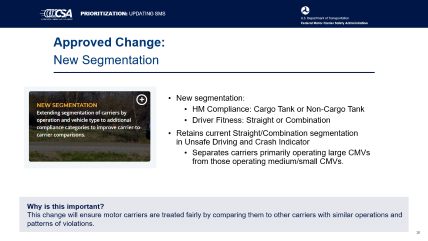 CSA
PRIORITIZATION: UPDATING SMS
U.S. Department of Transportation
Federal Motor Carrier Safety Administration
Approved Change:
New Segmentation
NEW SEGMENTATION
Extending segmentation of carriers by
operation and vehicle type to additional
compliance categories to improve carrier-to-
carrier comparisons.
• New segmentation:
• HM Compliance: Cargo Tank or Non-Cargo Tank
• Driver Fitness: Straight or Combination
• Retains current Straight/Combination segmentation
in Unsafe Driving and Crash Indicator
• Separates carriers primarily operating large CMVs
from those operating medium/small CMVs.
Why is this important?
This change will ensure motor carriers are treated fairly by comparing them to other carriers with similar operations and
patterns of violations.